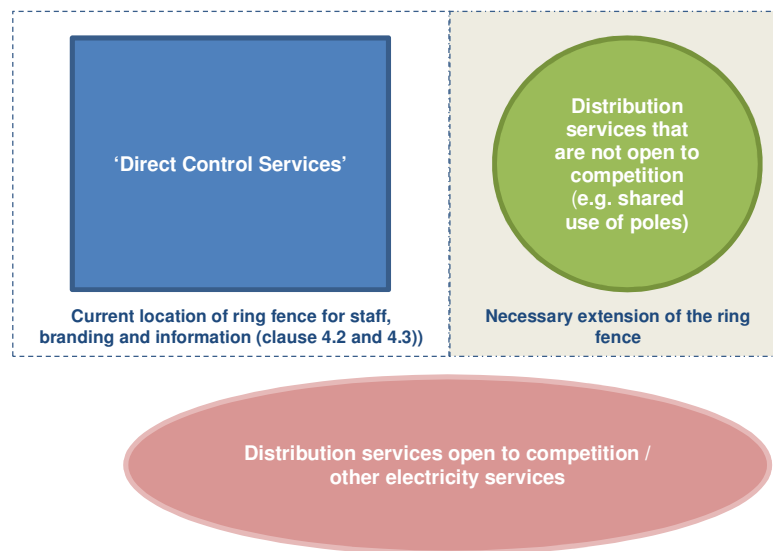 ‘Direct Control Services’
Distribution
services that
are not open to
competition
(e.g. shared
use of poles)
Current location of ring fence for staff,
branding and information (clause 4.2 and 4.3))
Necessary extension of the ring
fence
Distribution services open to competition /
other electricity services